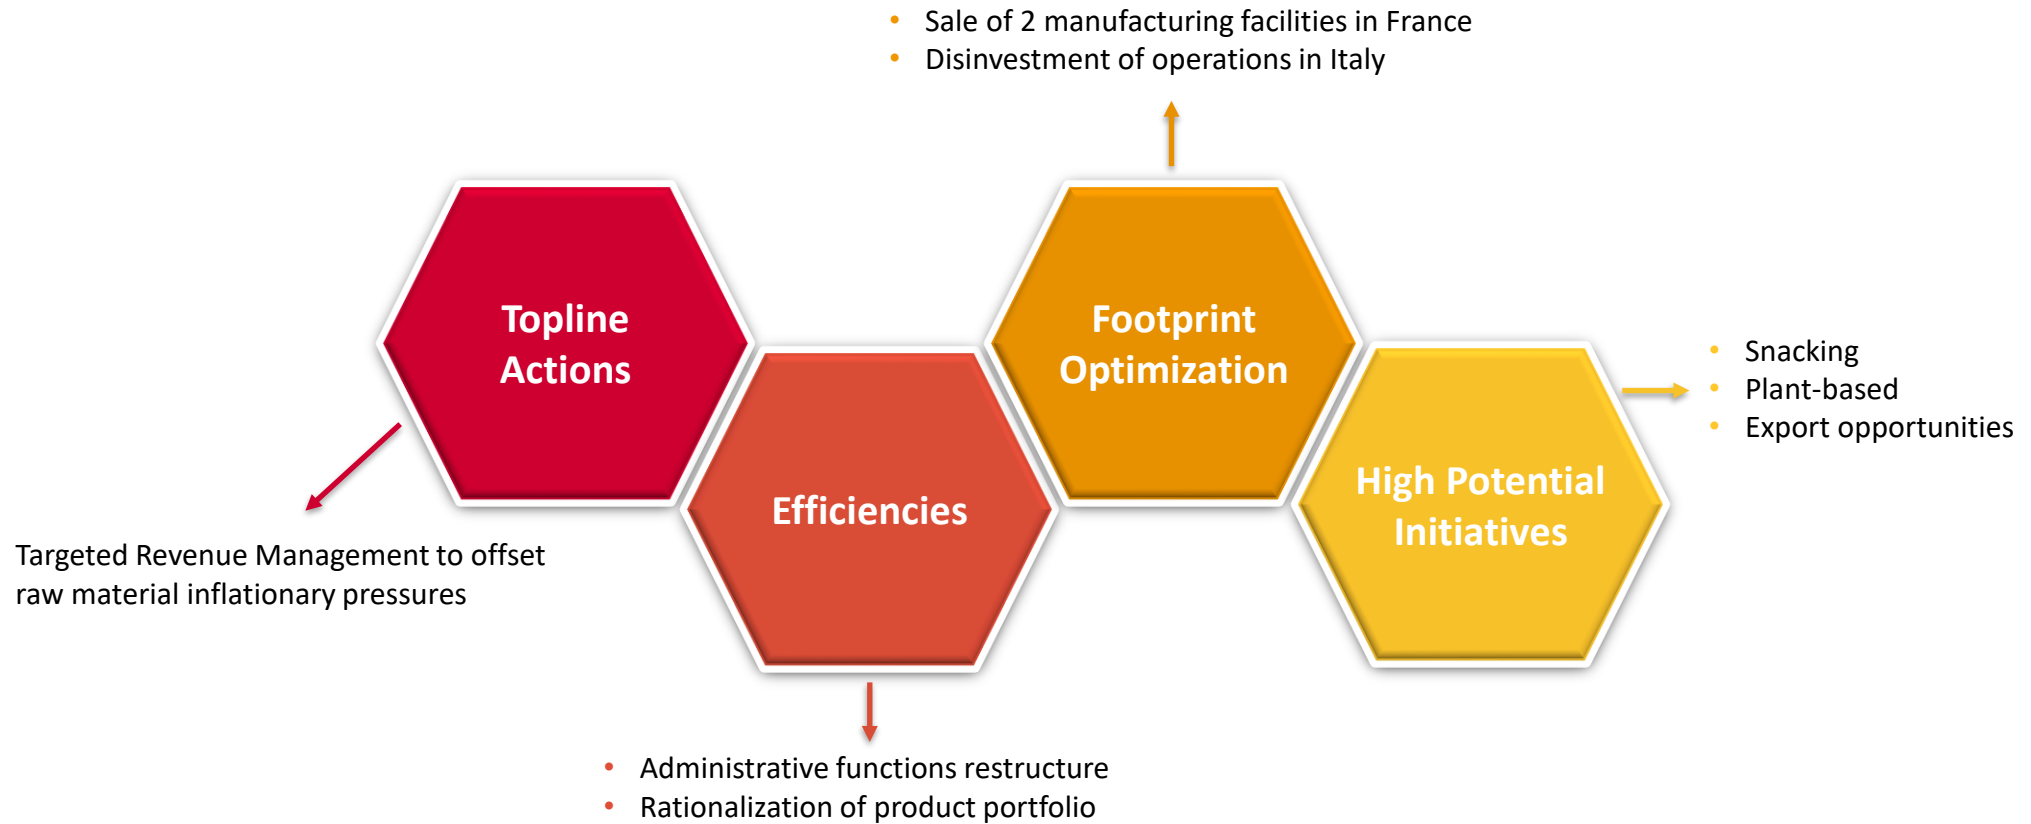 • Sale of 2 manufacturing facilities in France
• Disinvestment of operations in Italy
Topline
Actions
Targeted Revenue Management to offset
raw material inflationary pressures
Efficiencies
• Administrative functions restructure
• Rationalization of product portfolio
Footprint
Optimization
High Potential
Initiatives
• Snacking
• Plant-based
• Export opportunities